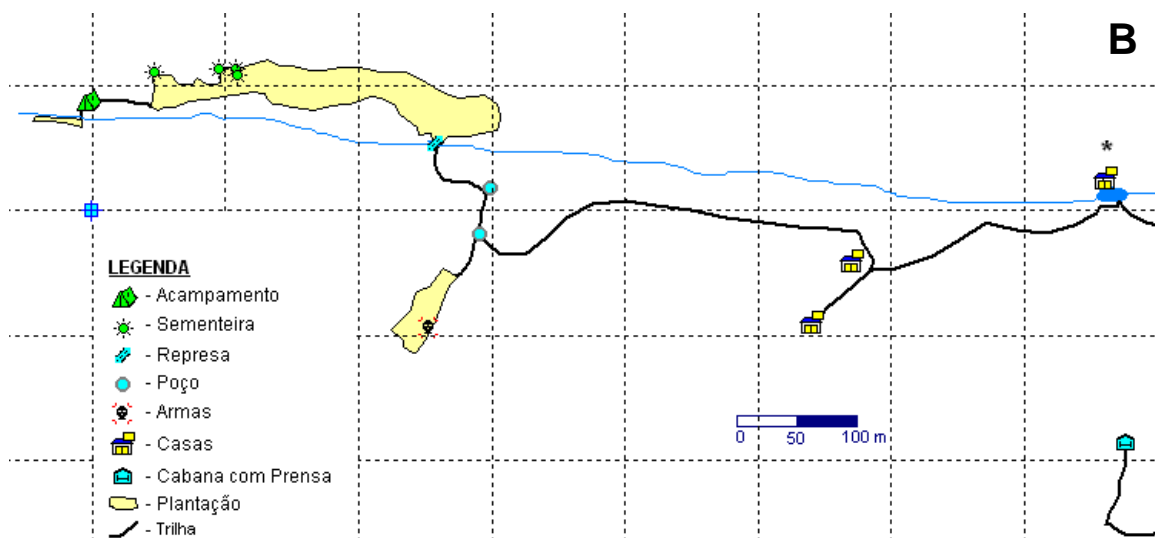 B
*
LEGENDA
- Acampamento
- Sementeira
- Represa
- Poço
- Armas
- Casas
- Cabana com Prensa
- Plantação
- Trilha
0 50 100 m